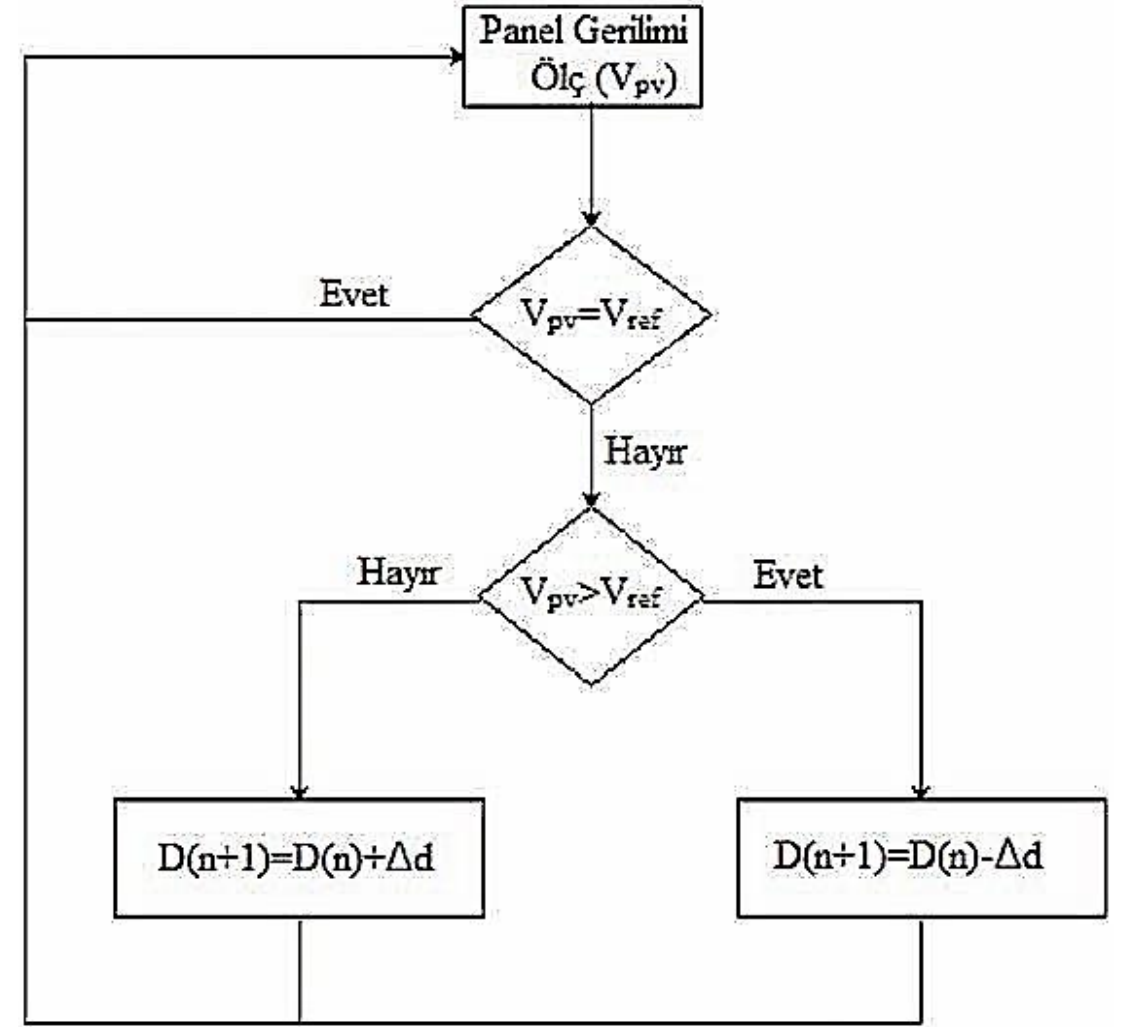 Panel Gerilimi
Ölç (Vpv)
Evet
Vpv=Vref
Hayır
Hayır
Vpv>Vref
Evet
D(n+1)=D(n)+Δd
D(n+1)=D(n)-Δd